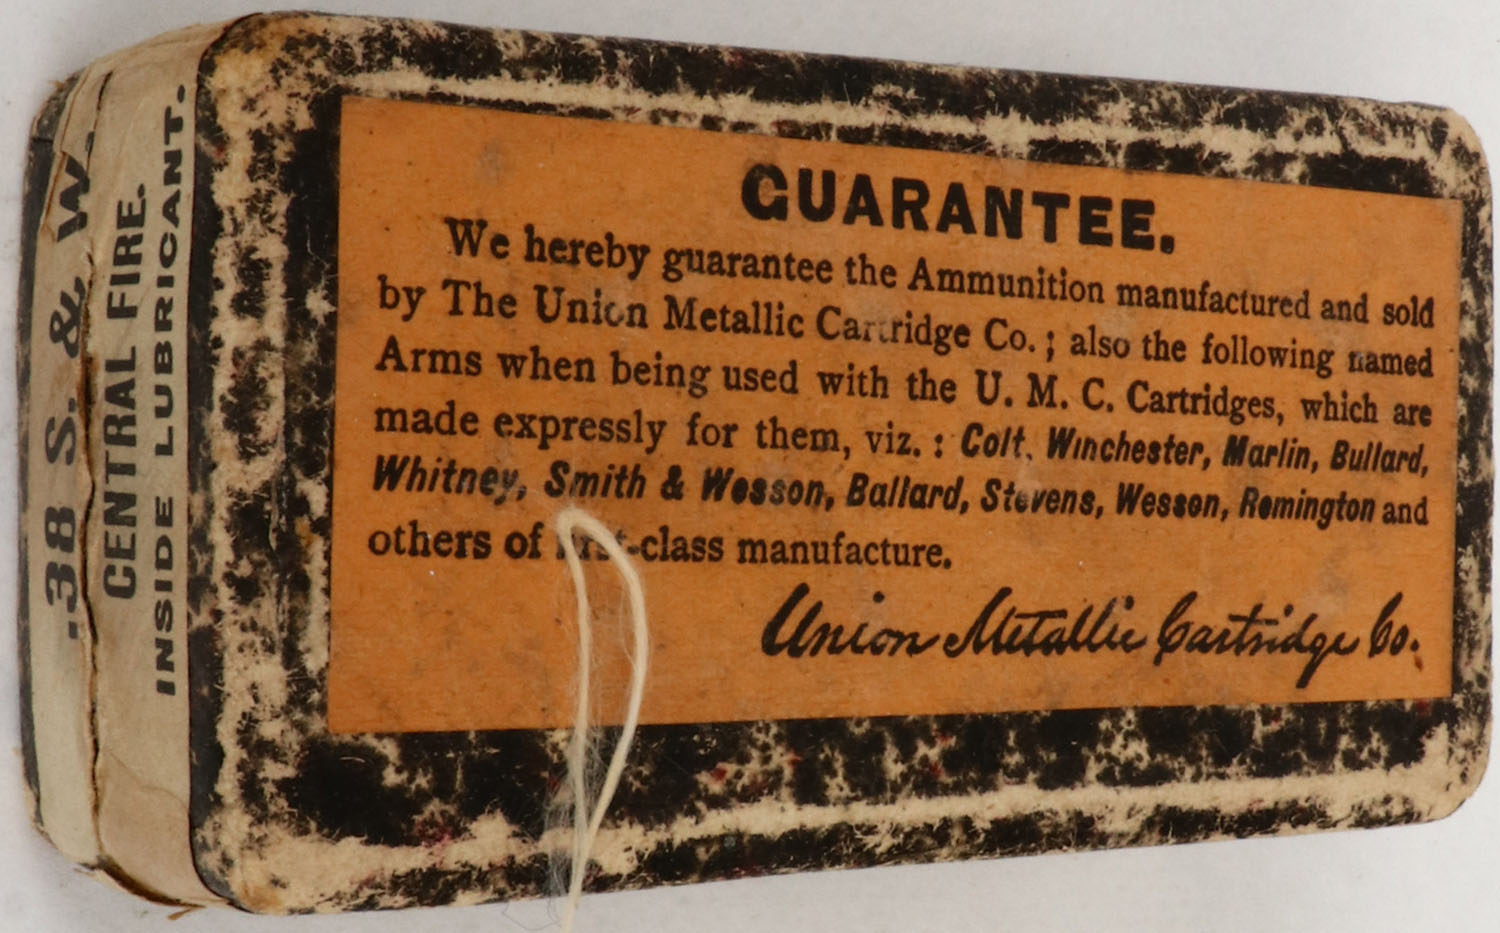 GUARANTEE.
We hereby guarantee the Ammunition manufactured and sold
by The Union Metallic Cartridge Co.; also the following named
Arms when being used with the U. M. C. Cartridges, which are
made expressly for them, viz.: Colt, Winchester, Marlin, Bullard,
Whitney, Smith & Wesson, Ballard, Stevens, Wesson, Remington and
others of first-class manufacture.
Union Metallic Cartridge Co.
.38 S. & W.
CENTRAL FIRE.
INSIDE LUBRICANT.